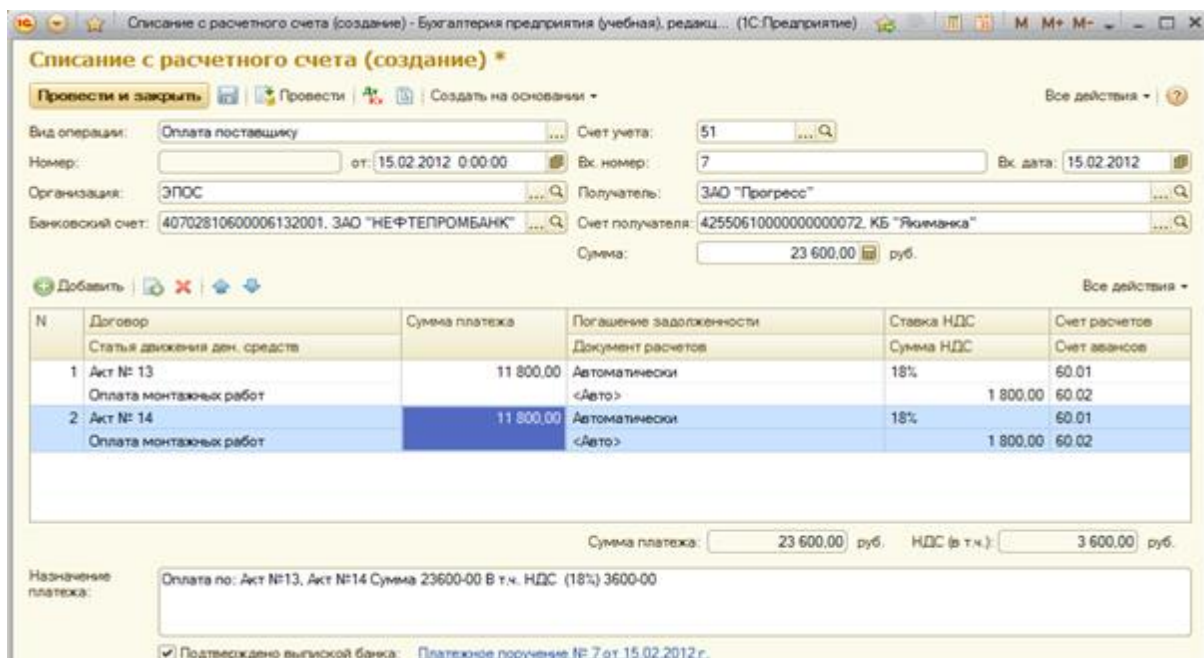 1С Списание с расчетного счета (создание) - Бухгалтерия предприятия (учебная), редакц... (1С:Предприятие) M M+ M-
Списание с расчетного счета (создание) *
Провести и закрыть Провести Дт Кт Создать на основании Все действия ?
Вид операции: Оплата поставщику ... Счет учета: 51 ...
Номер: от: 15.02.2012 0:00:00 Вх. номер: 7 Вх. дата: 15.02.2012
Организация: ЭПОС ... Получатель: ЗАО "Прогресс" ...
Банковский счет: 40702810600006132001, ЗАО "НЕФТЕПРОМБАНК" ... Счет получателя: 42550610000000000072, КБ "Якиманка" ...
Сумма: 23 600,00 руб.
Добавить Все действия
N Договор Сумма платежа Погашение задолженности Ставка НДС Счет расчетов
Статья движения ден. средств Документ расчетов Сумма НДС Счет авансов
1 Акт № 13 11 800,00 Автоматически 18% 60.01
Оплата монтажных работ <Авто> 1 800,00 60.02
2 Акт № 14 11 800,00 Автоматически 18% 60.01
Оплата монтажных работ <Авто> 1 800,00 60.02
Сумма платежа: 23 600,00 руб. НДС (в т.ч.): 3 600,00 руб.
Назначение платежа: Оплата по: Акт №13, Акт №14 Сумма 23600-00 В т.ч. НДС (18%) 3600-00
Подтверждено выпиской банка: Платежное поручение № 7 от 15.02.2012 г.